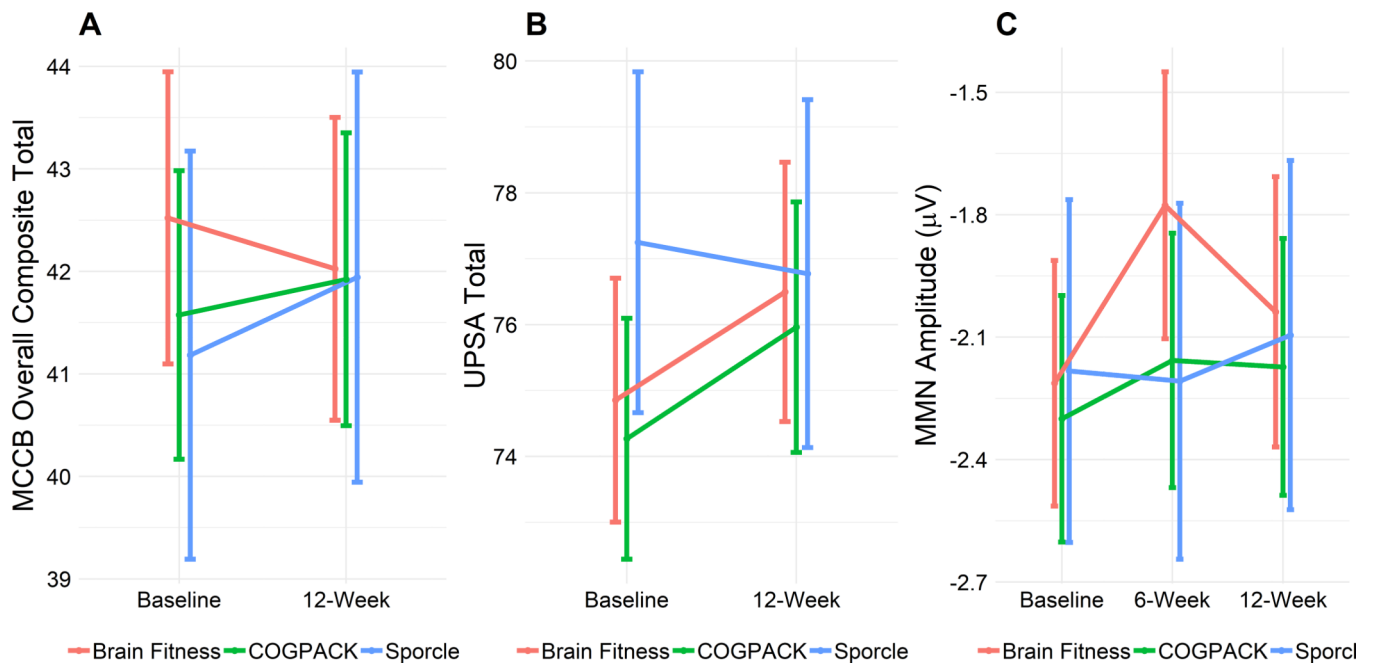 A
MCCB Overall Composite Total
44
43
42
41
40
39
Baseline 12-Week
Brain Fitness COGPACK Sporcle
B
UPSA Total
80
78
76
74
Baseline 12-Week
Brain Fitness COGPACK Sporcle
C
MMN Amplitude (μV)
-1.5
-1.8
-2.1
-2.4
-2.7
Baseline 6-Week 12-Week
Brain Fitness COGPACK Sporcl